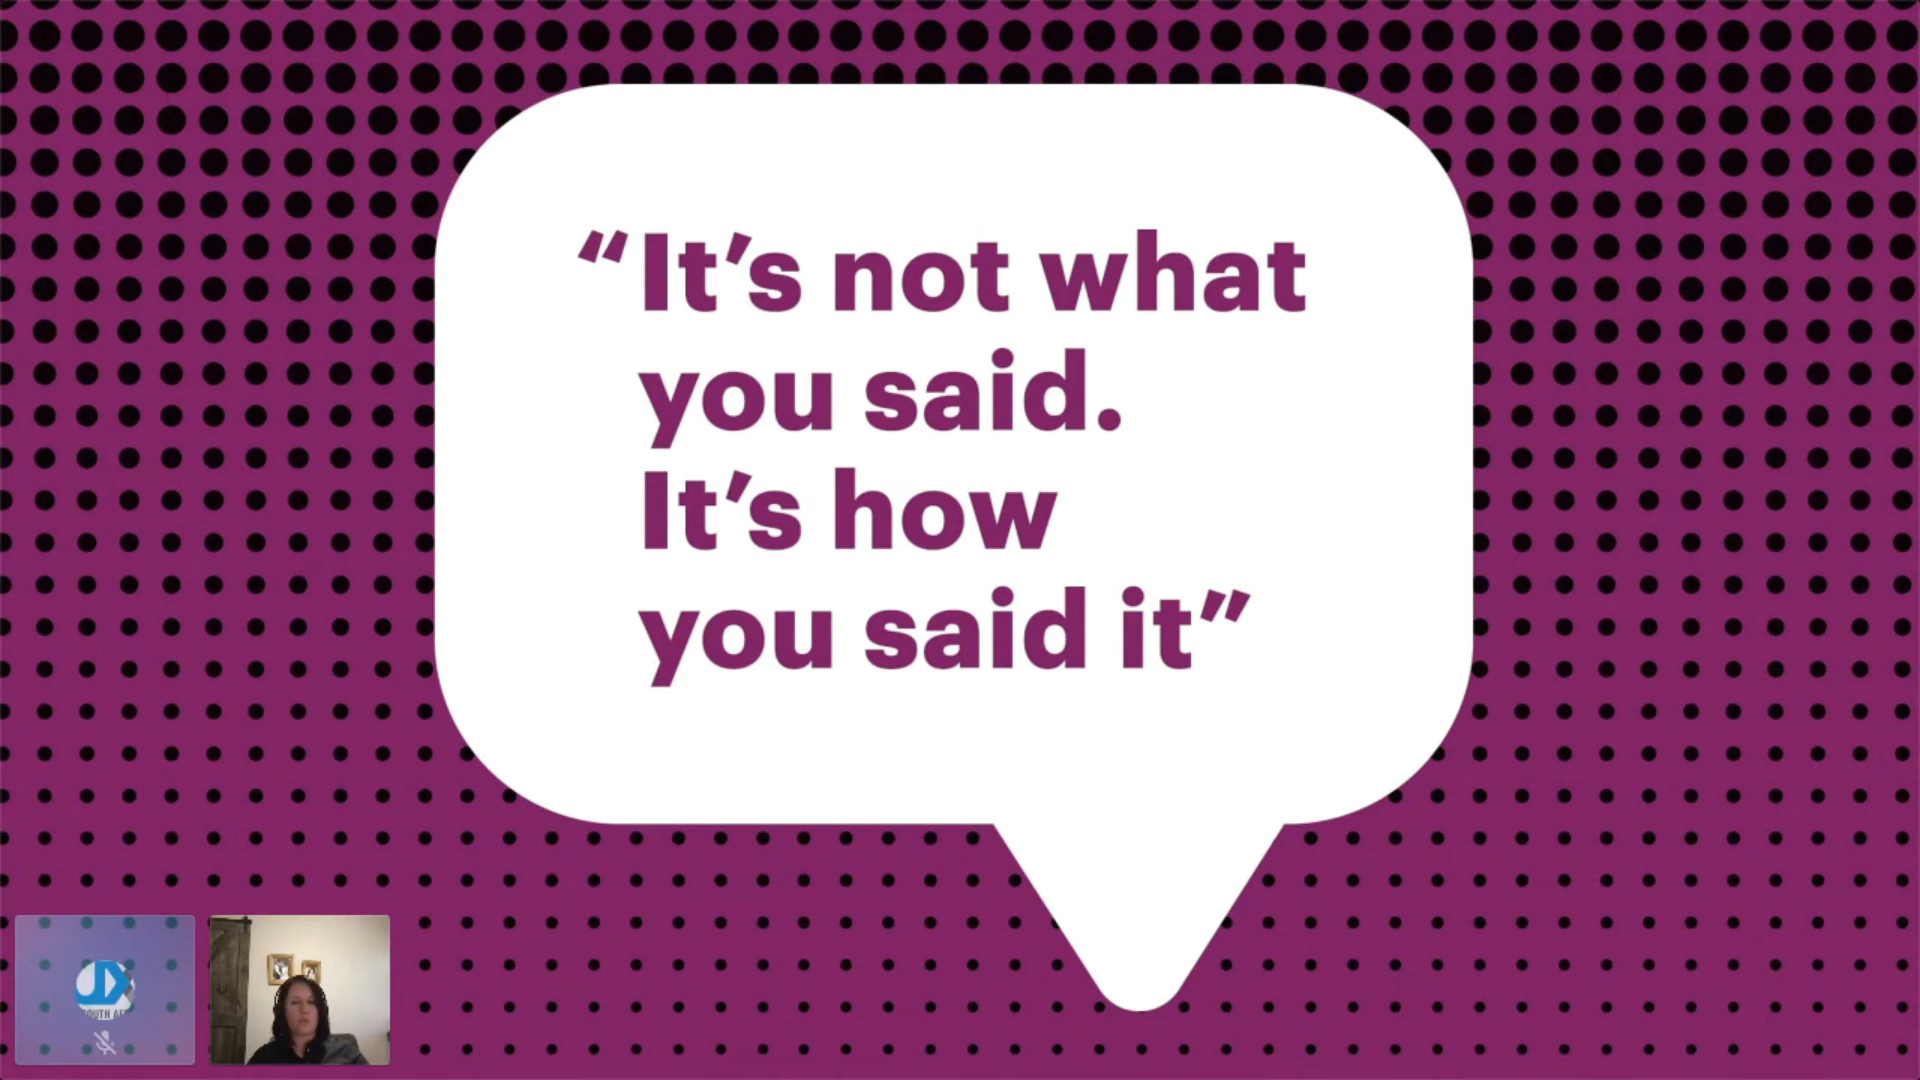 “It’s not what
you said.
It’s how
you said it”